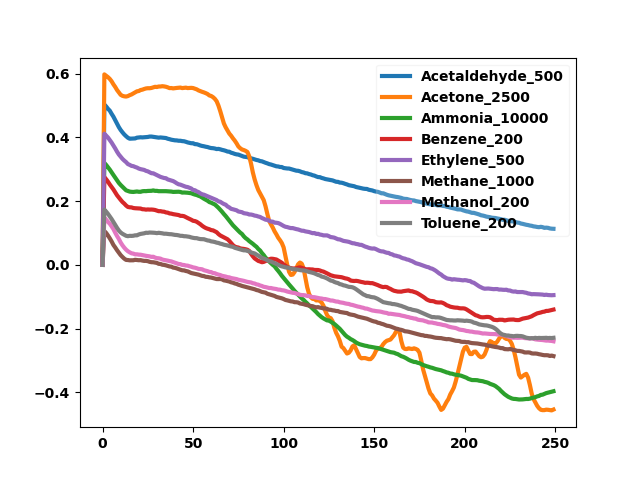 0.6
0.4
0.2
0.0
−0.2
−0.4
0 50 100 150 200 250
Acetaldehyde_500
Acetone_2500
Ammonia_10000
Benzene_200
Ethylene_500
Methane_1000
Methanol_200
Toluene_200